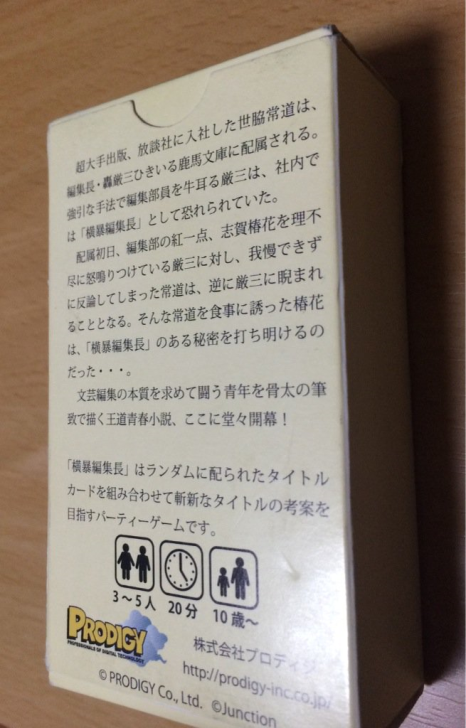 超大手出版、放談社に入社した世脇常道は、
編集長・轟厳三ひきいる鹿馬文庫に配属される。
強引な手法で編集部員を牛耳る厳三は、社内で
は「横暴編集長」として恐れられていた。
配属初日、編集部の紅一点、志賀椿花を理不
尽に怒鳴りつけている厳三に対し、我慢できず
に反論してしまった常道は、逆に厳三に睨まれ
ることとなる。そんな常道を食事に誘った椿花
は、「横暴編集長」のある秘密を打ち明けるの
だった・・・。
文芸編集の本質を求めて闘う青年を骨太の筆
致で描く王道青春小説、ここに堂々開幕！
「横暴編集長」はランダムに配られたタイトル
カードを組み合わせて斬新なタイトルの考案を
目指すパーティーゲームです。
3〜5人 20分 10歳〜
PRODIGY
PROFESSIONALS OF DIGITAL TECHNOLOGY
株式会社プロディジ
http://prodigy-inc.co.jp/
©PRODIGY Co., Ltd. ©Junction